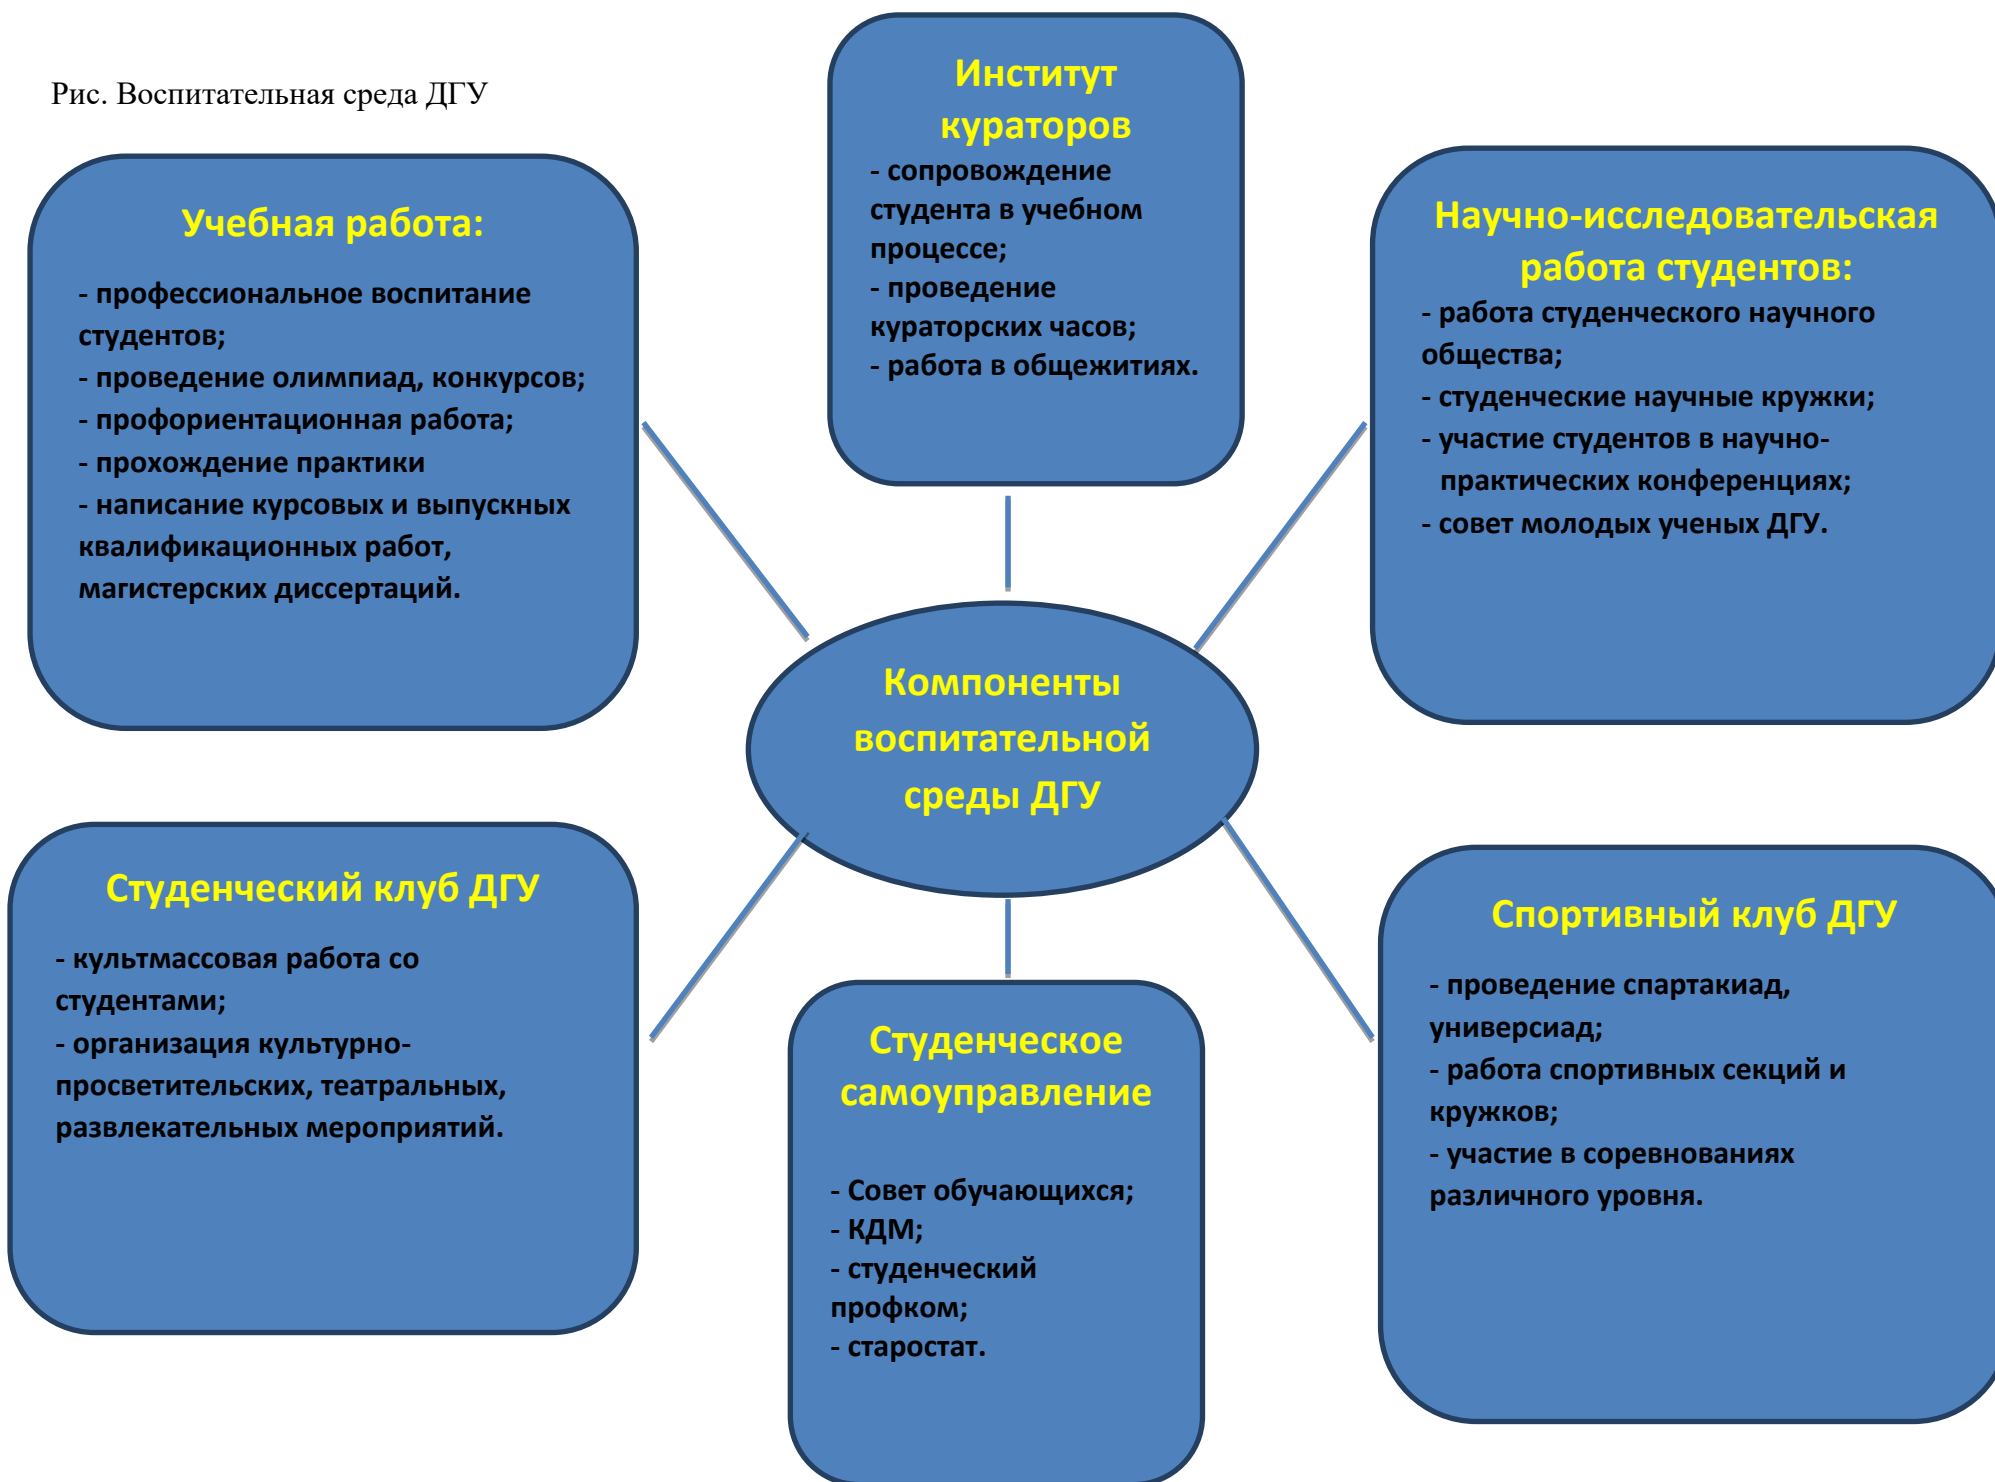 Рис. Воспитательная среда ДГУ
Институт
кураторов
- сопровождение
студента в учебном
процессе;
- проведение
кураторских часов;
- работа в общежитиях.
Учебная работа:
- профессиональное воспитание
студентов;
- проведение олимпиад, конкурсов;
- профориентационная работа;
- прохождение практики
- написание курсовых и выпускных
квалификационных работ,
магистерских диссертаций.
Научно-исследовательская
работа студентов:
- работа студенческого научного
общества;
- студенческие научные кружки;
- участие студентов в научно-
практических конференциях;
- совет молодых ученых ДГУ.
Компоненты
воспитательной
среды ДГУ
Студенческий клуб ДГУ
- культмассовая работа со
студентами;
- организация культурно-
просветительских, театральных,
развлекательных мероприятий.
Студенческое
самоуправление
- Совет обучающихся;
- КДМ;
- студенческий
профком;
- старостат.
Спортивный клуб ДГУ
- проведение спартакиад,
универсиад;
- работа спортивных секций и
кружков;
- участие в соревнованиях
различного уровня.